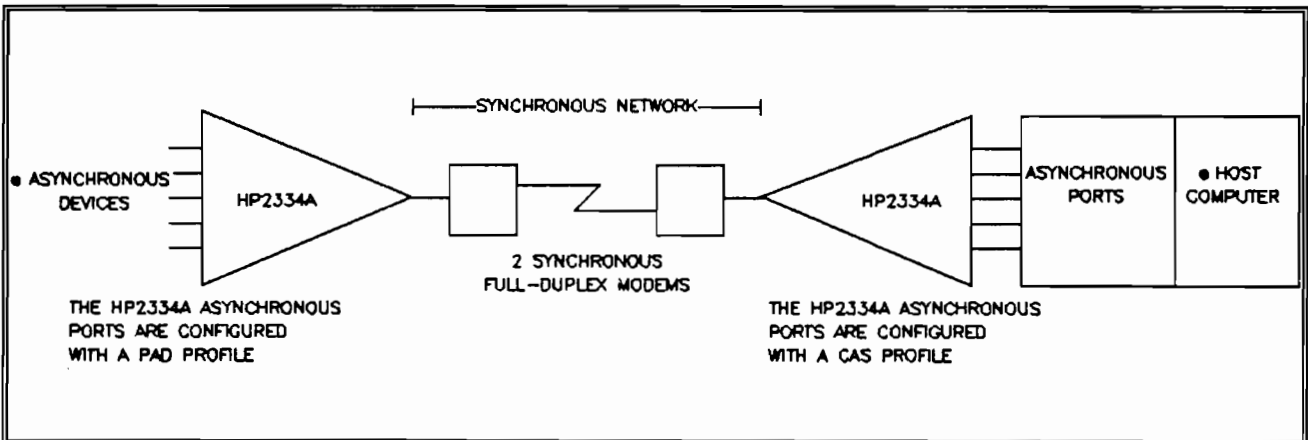 SYNCHRONOUS NETWORK
● ASYNCHRONOUS
DEVICES
HP2334A
HP2334A
ASYNCHRONOUS
PORTS
● HOST
COMPUTER
2 SYNCHRONOUS
FULL-DUPLEX MODEMS
THE HP2334A ASYNCHRONOUS
PORTS ARE CONFIGURED
WITH A PAD PROFILE
THE HP2334A ASYNCHRONOUS
PORTS ARE CONFIGURED
WITH A CAS PROFILE